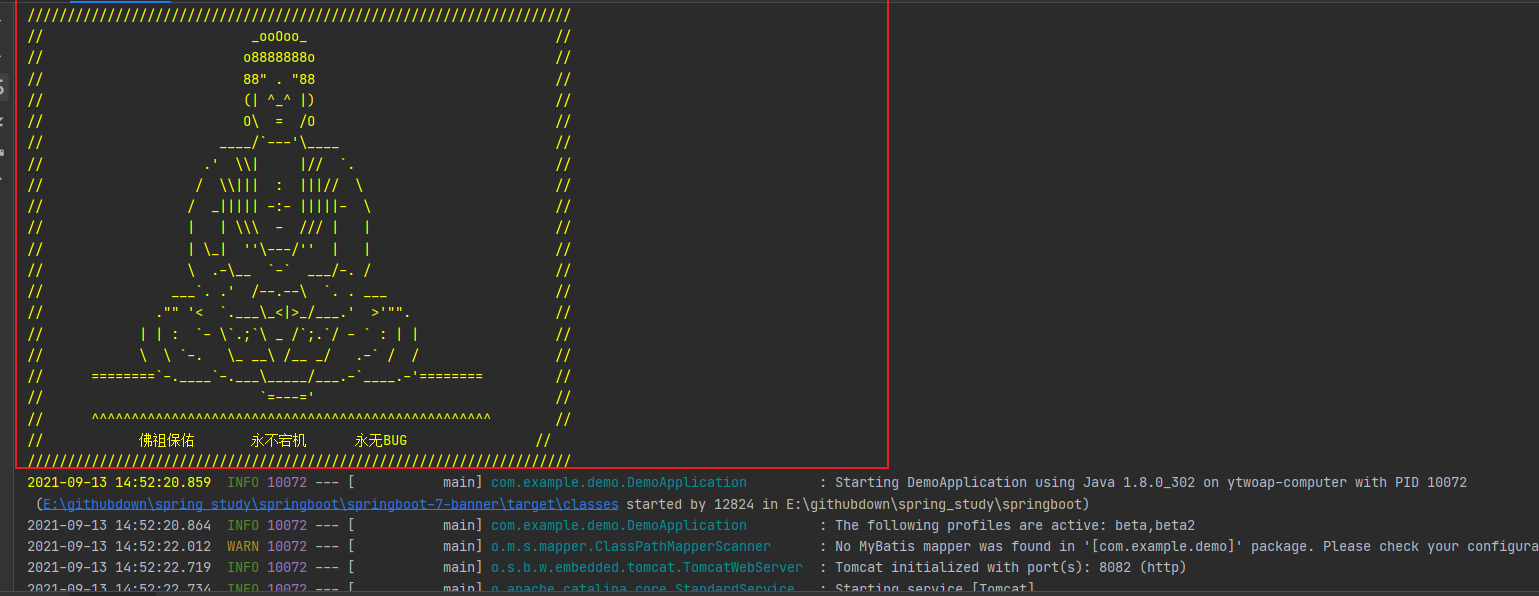 ////////////////////////////////////////////////////////////////////
//                          _ooOoo_                               //
//                         o8888888o                              //
//                         88" . "88                              //
//                         (| ^_^ |)                              //
//                         O\  =  /O                              //
//                      ____/`---'\____                           //
//                    .'  \\|     |//  `.                         //
//                   /  \\|||  :  |||//  \                        //
//                  /  _||||| -:- |||||-  \                       //
//                  |   | \\\  -  /// |   |                       //
//                  | \_|  ''\---/''  |   |                       //
//                  \  .-\__  `-`  ___/-. /                       //
//                ___`. .'  /--.--\  `. . ___                     //
//              ."" '<  `.___\_<|>_/___.'  >'"".                  //
//            | | :  `- \`.;`\ _ /`;.`/ - ` : | |                 //
//            \  \ `-.   \_ __\ /__ _/   .-` /  /                 //
//      ========`-.____`-.___\_____/___.-`____.-'========         //
//                           `=---='                              //
//      ^^^^^^^^^^^^^^^^^^^^^^^^^^^^^^^^^^^^^^^^^^^^^^^^^^        //
//            佛祖保佑       永不宕机      永无BUG                //
////////////////////////////////////////////////////////////////////
2021-09-13 14:52:20.859  INFO 10072 --- [           main] com.example.demo.DemoApplication         : Starting DemoApplication using Java 1.8.0_302 on ytwoap-computer with PID 10072
(E:\githubdown\spring_study\springboot\springboot-7-banner\target\classes started by 12824 in E:\githubdown\spring_study\springboot)
2021-09-13 14:52:20.864  INFO 10072 --- [           main] com.example.demo.DemoApplication         : The following profiles are active: beta,beta2
2021-09-13 14:52:22.012  WARN 10072 --- [           main] o.m.s.mapper.ClassPathMapperScanner      : No MyBatis mapper was found in '[com.example.demo]' package. Please check your configura
2021-09-13 14:52:22.719  INFO 10072 --- [           main] o.s.b.w.embedded.tomcat.TomcatWebServer  : Tomcat initialized with port(s): 8082 (http)
2021-09-13 14:52:22.734  INFO 10072 --- [           main] o.apache.catalina.core.StandardService   : Starting service [Tomcat]